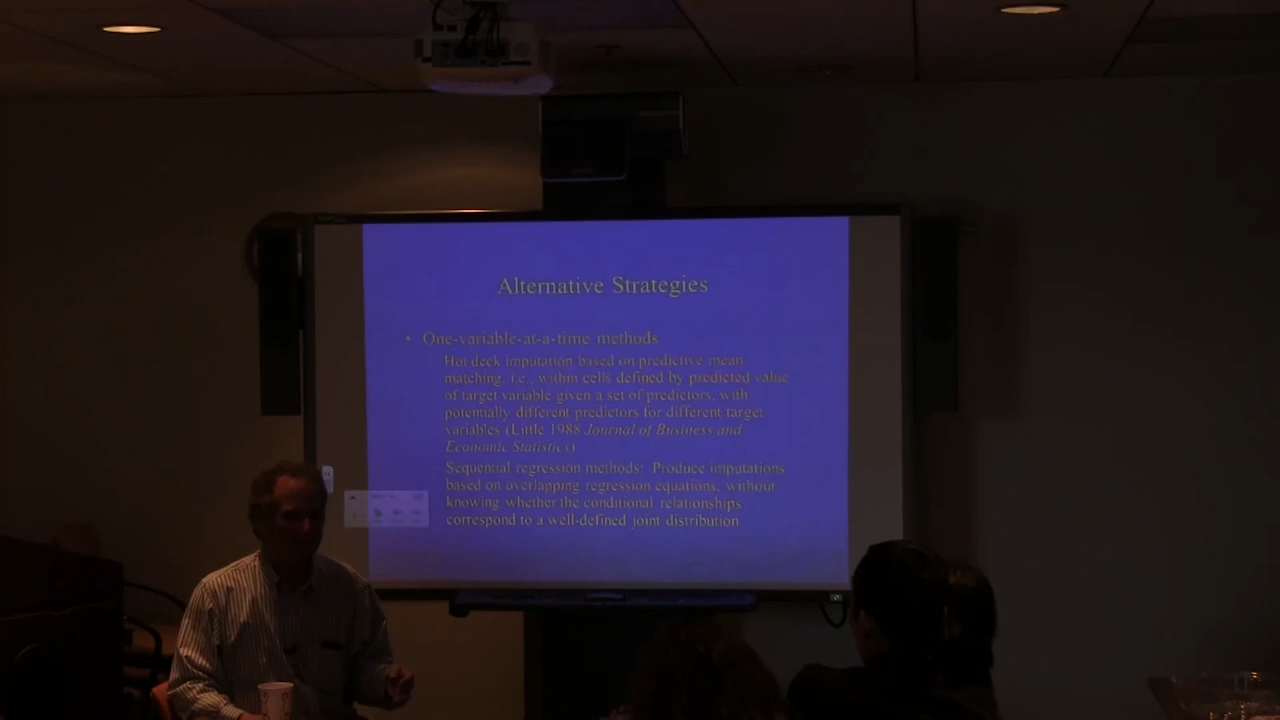 Alternative Strategies
• One-variable-at-a-time methods
Hot deck imputation based on predictive mean
matching, i.e., within cells defined by predicted value
of target variable given a set of predictors, with
potentially different predictors for different target
variables (Little 1988 Journal of Business and
Economic Statistics)
Sequential regression methods: Produce imputations
based on overlapping regression equations, without
knowing whether the conditional relationships
correspond to a well-defined joint distribution